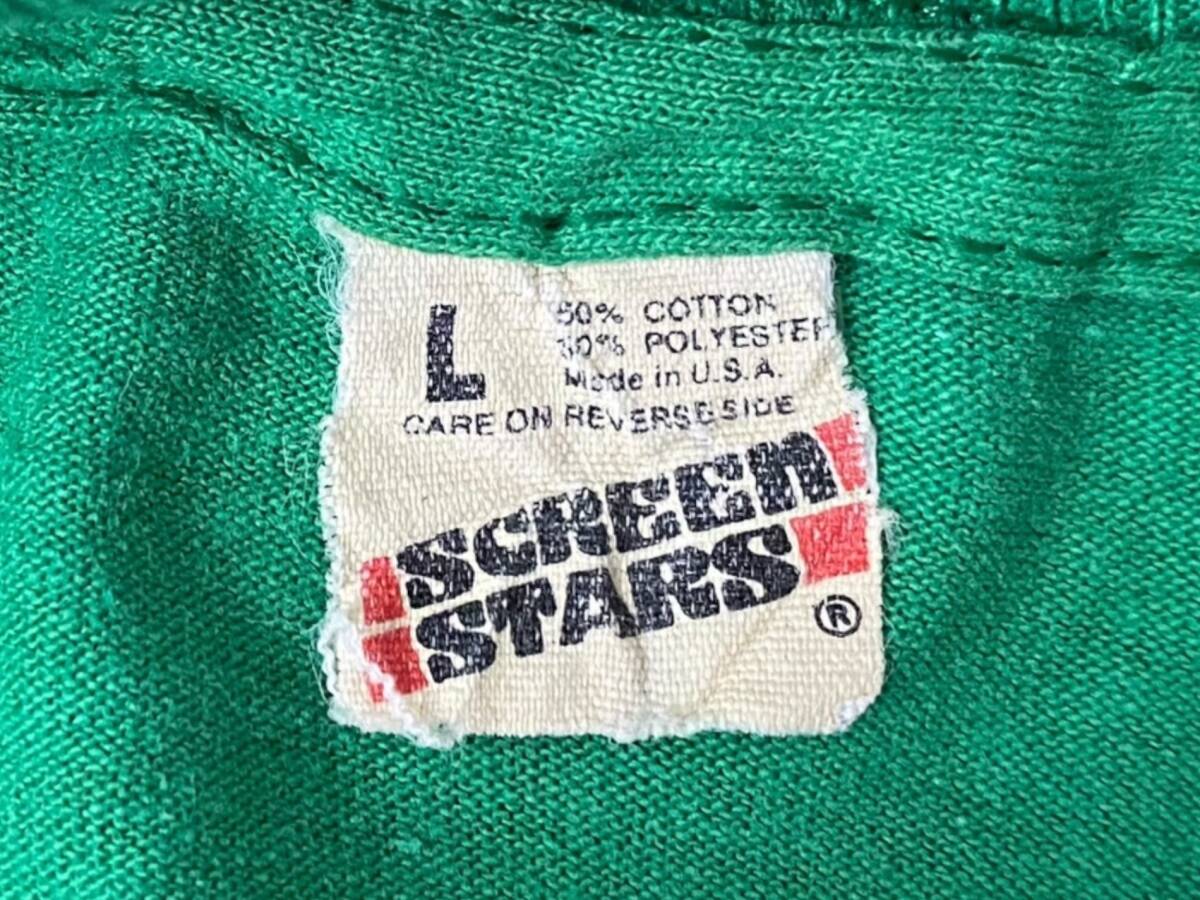 L
50% COTTON
50% POLYESTER
Made in U.S.A.
CARE ON REVERSE SIDE
SCREEN
STARS
®